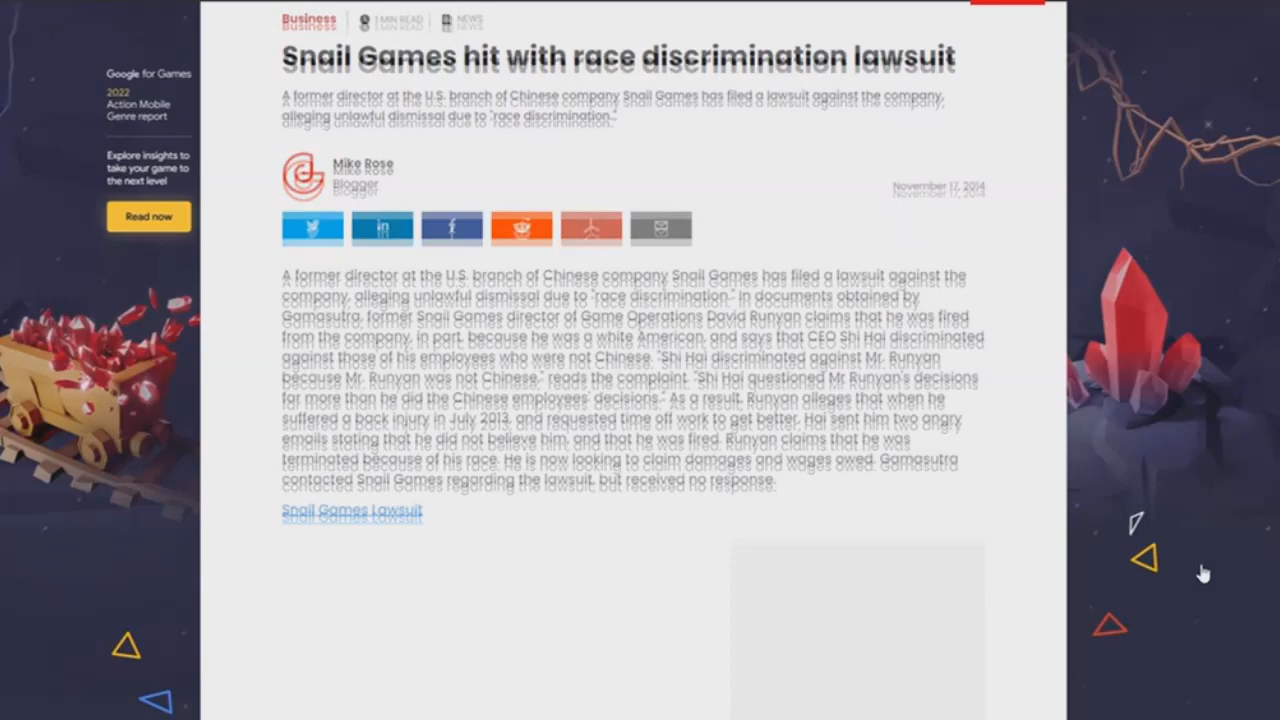 Business 1 MIN READ NEWS
Snail Games hit with race discrimination lawsuit
A former director at the U.S. branch of Chinese company Snail Games has filed a lawsuit against the company,
alleging unlawful dismissal due to "race discrimination."
Google for Games
2022
Action Mobile
Genre report
Explore insights to
take your game to
the next level
Read now
Mike Rose
Blogger
November 17, 2014
in f
A former director at the U.S. branch of Chinese company Snail Games has filed a lawsuit against the
company, alleging unlawful dismissal due to "race discrimination." In documents obtained by
Gamasutra, former Snail Games director of Game Operations David Runyan claims that he was fired
from the company, in part, because he was a white American, and says that CEO Shi Hai discriminated
against those of his employees who were not Chinese. "Shi Hai discriminated against Mr. Runyan
because Mr. Runyan was not Chinese," reads the complaint. "Shi Hai questioned Mr Runyan's decisions
far more than he did the Chinese employees' decisions." As a result, Runyan alleges that when he
suffered a back injury in July 2013, and requested time off work to get better, Hai sent him two angry
emails stating that he did not believe him, and that he was fired. Runyan claims that he was
terminated because of his race. He is now looking to claim damages and wages owed. Gamasutra
contacted Snail Games regarding the lawsuit, but received no response.
Snail Games Lawsuit